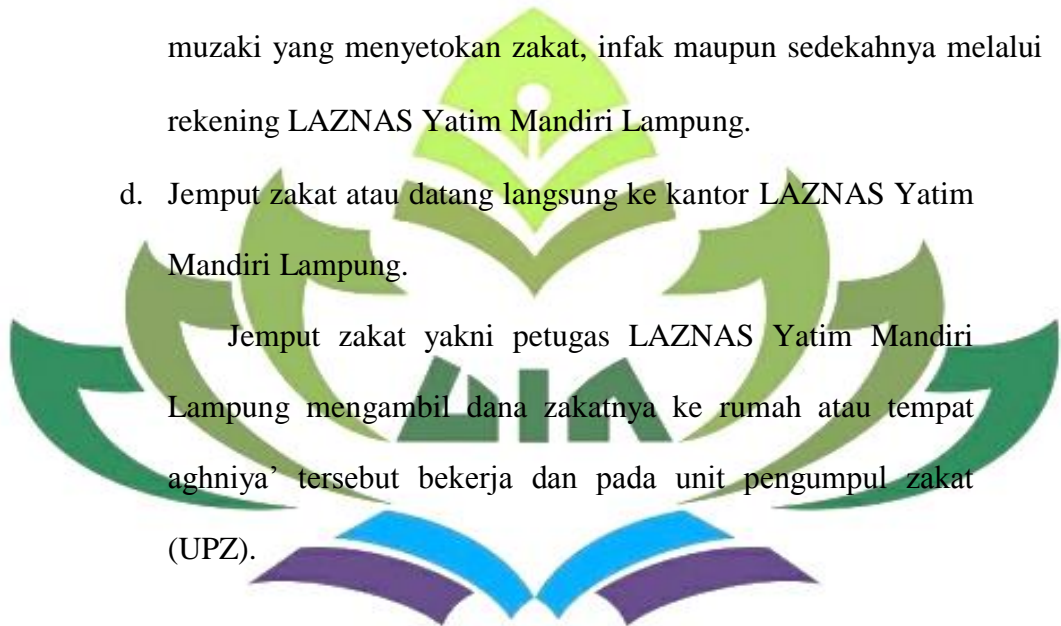 muzaki yang menyetokan zakat, infak maupun sedekahnya melalui
rekening LAZNAS Yatim Mandiri Lampung.
d. Jemput zakat atau datang langsung ke kantor LAZNAS Yatim
Mandiri Lampung.
Jemput zakat yakni petugas LAZNAS Yatim Mandiri
Lampung mengambil dana zakatnya ke rumah atau tempat
aghniya’ tersebut bekerja dan pada unit pengumpul zakat
(UPZ).